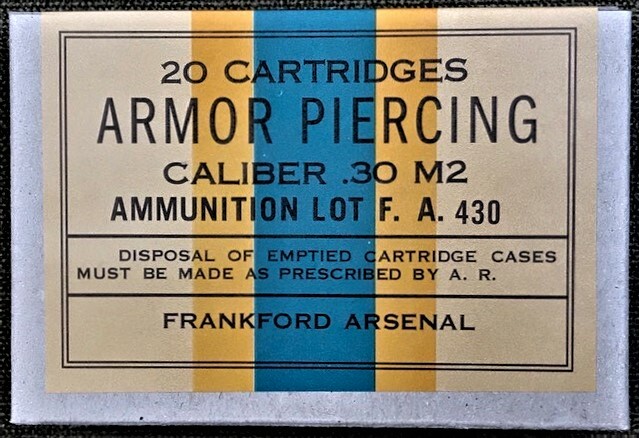 20 CARTRIDGES
ARMOR PIERCING
CALIBER .30 M2
AMMUNITION LOT F. A. 430
DISPOSAL OF EMPTIED CARTRIDGE CASES
MUST BE MADE AS PRESCRIBED BY A. R.
FRANKFORD ARSENAL